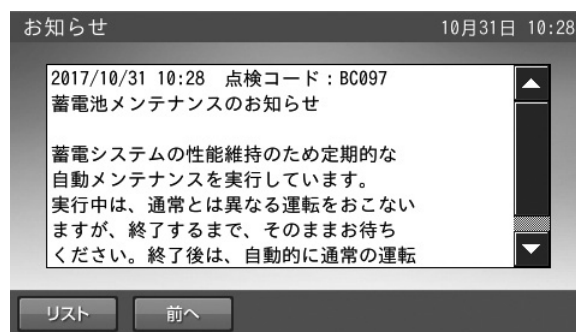 お知らせ 10月31日 10:28
2017/10/31 10:28 点検コード：BC097
蓄電池メンテナンスのお知らせ
蓄電システムの性能維持のため定期的な
自動メンテナンスを実行しています。
実行中は、通常とは異なる運転をおこない
ますが、終了するまで、そのままお待ち
ください。終了後は、自動的に通常の運転
リスト 前へ